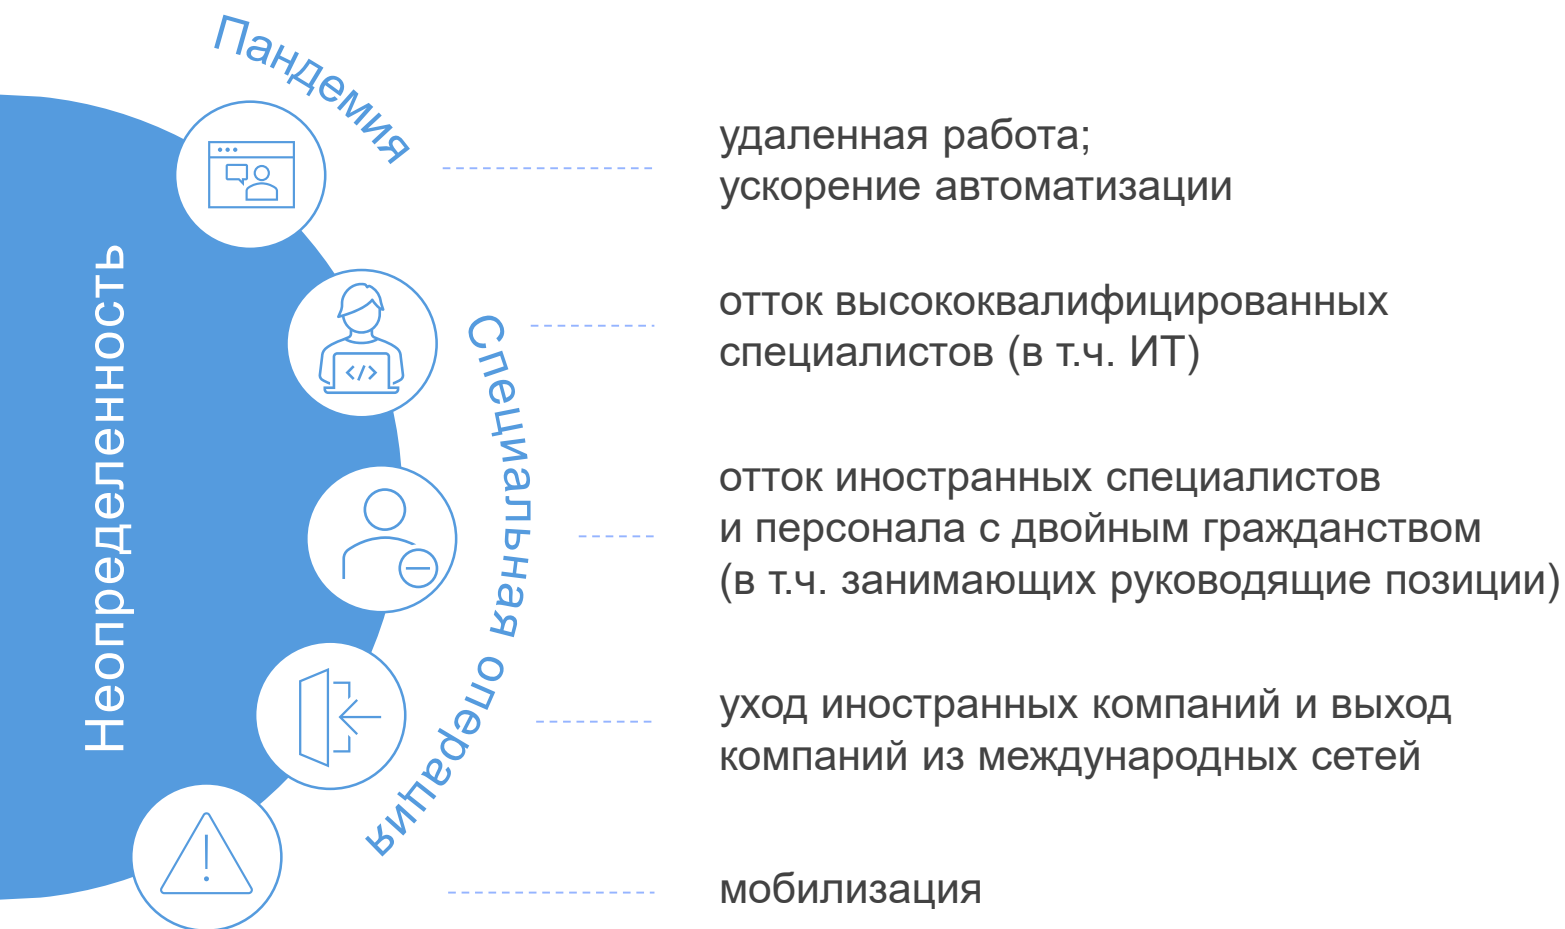 Неопределенность
Пандемия
удаленная работа;
ускорение автоматизации
Специальная операция
отток высококвалифицированных
специалистов (в т.ч. ИТ)
отток иностранных специалистов
и персонала с двойным гражданством
(в т.ч. занимающих руководящие позиции)
уход иностранных компаний и выход
компаний из международных сетей
мобилизация